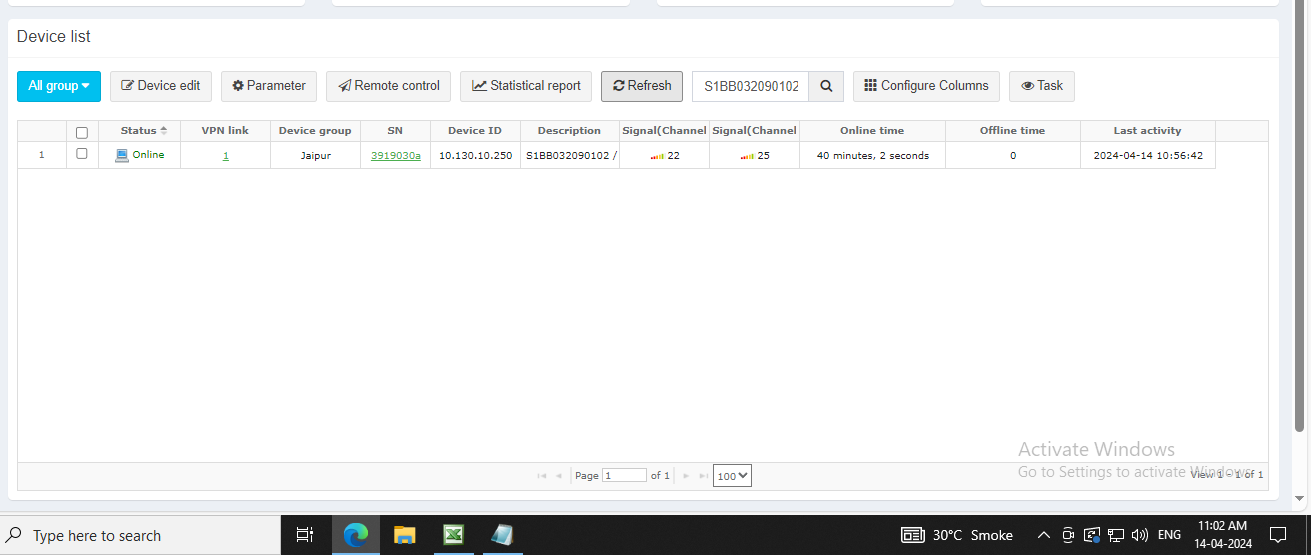 Device list
All group
Device edit
Parameter
Remote control
Statistical report
Refresh
S1BB032090102
Configure Columns
Task
Status VPN link Device group SN Device ID Description Signal(Channel Signal(Channel Online time Offline time Last activity
1 Online 1 Jaipur 3919030a 10.130.10.250 S1BB032090102 / 22 25 40 minutes, 2 seconds 0 2024-04-14 10:56:42
Activate Windows
Go to Settings to activate Windows.
Page 1 of 1 100 View 1 - 1 of 1
Type here to search
30°C Smoke
ENG
11:02 AM
14-04-2024